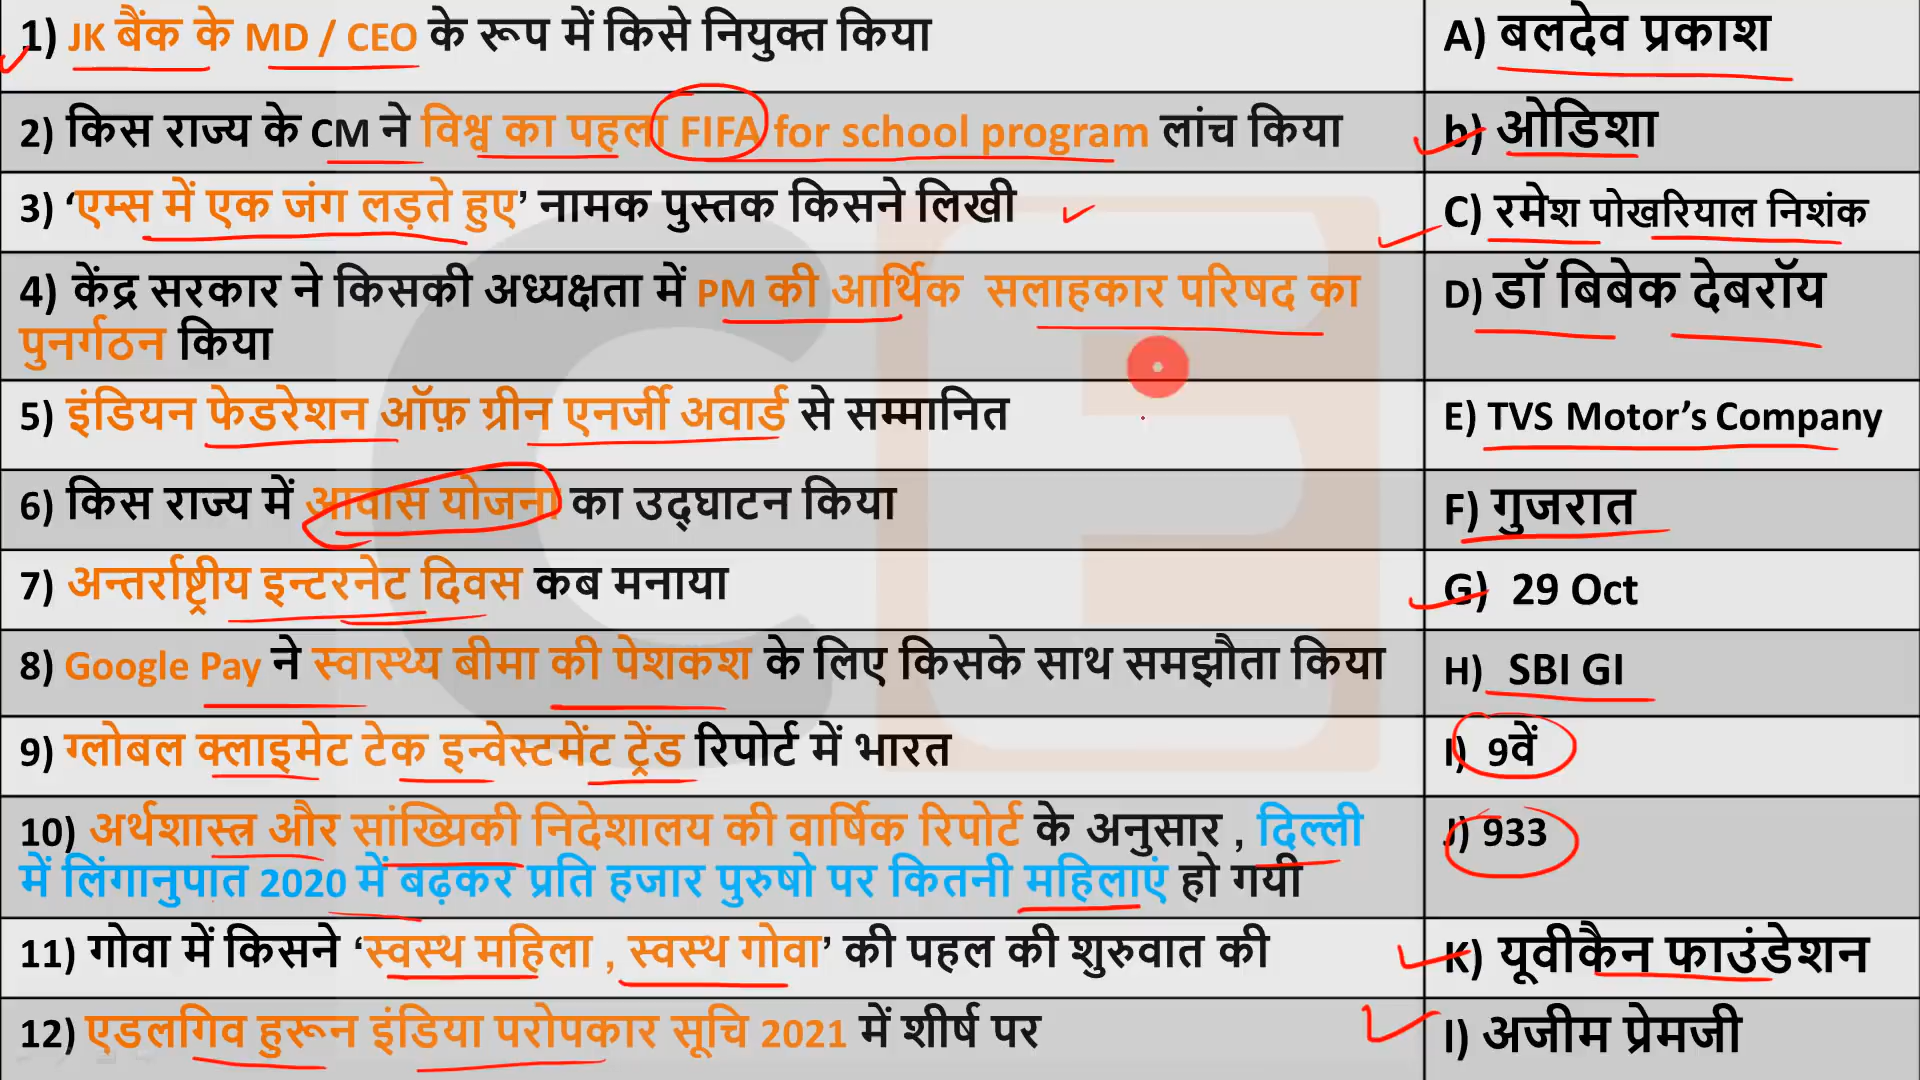 1) JK बैंक के MD / CEO के रूप में किसे नियुक्त किया
A) बलदेव प्रकाश
2) किस राज्य के CM ने विश्व का पहला FIFA for school program लांच किया
b) ओडिशा
3) ‘एम्स में एक जंग लड़ते हुए’ नामक पुस्तक किसने लिखी
C) रमेश पोखरियाल निशंक
4) केंद्र सरकार ने किसकी अध्यक्षता में PM की आर्थिक सलाहकार परिषद का
पुनर्गठन किया
D) डॉ बिबेक देबरॉय
5) इंडियन फेडरेशन ऑफ़ ग्रीन एनर्जी अवार्ड से सम्मानित
E) TVS Motor’s Company
6) किस राज्य में आवास योजना का उद्घाटन किया
F) गुजरात
7) अन्तर्राष्ट्रीय इन्टरनेट दिवस कब मनाया
G) 29 Oct
8) Google Pay ने स्वास्थ्य बीमा की पेशकश के लिए किसके साथ समझौता किया
H) SBI GI
9) ग्लोबल क्लाइमेट टेक इन्वेस्टमेंट ट्रेंड रिपोर्ट में भारत
I) 9वें
10) अर्थशास्त्र और सांख्यिकी निदेशालय की वार्षिक रिपोर्ट के अनुसार , दिल्ली
में लिंगानुपात 2020 में बढ़कर प्रति हजार पुरुषो पर कितनी महिलाएं हो गयी
J) 933
11) गोवा में किसने ‘स्वस्थ महिला , स्वस्थ गोवा’ की पहल की शुरुवात की
K) यूवीकैन फाउंडेशन
12) एडलगिव हुरून इंडिया परोपकार सूचि 2021 में शीर्ष पर
l) अजीम प्रेमजी